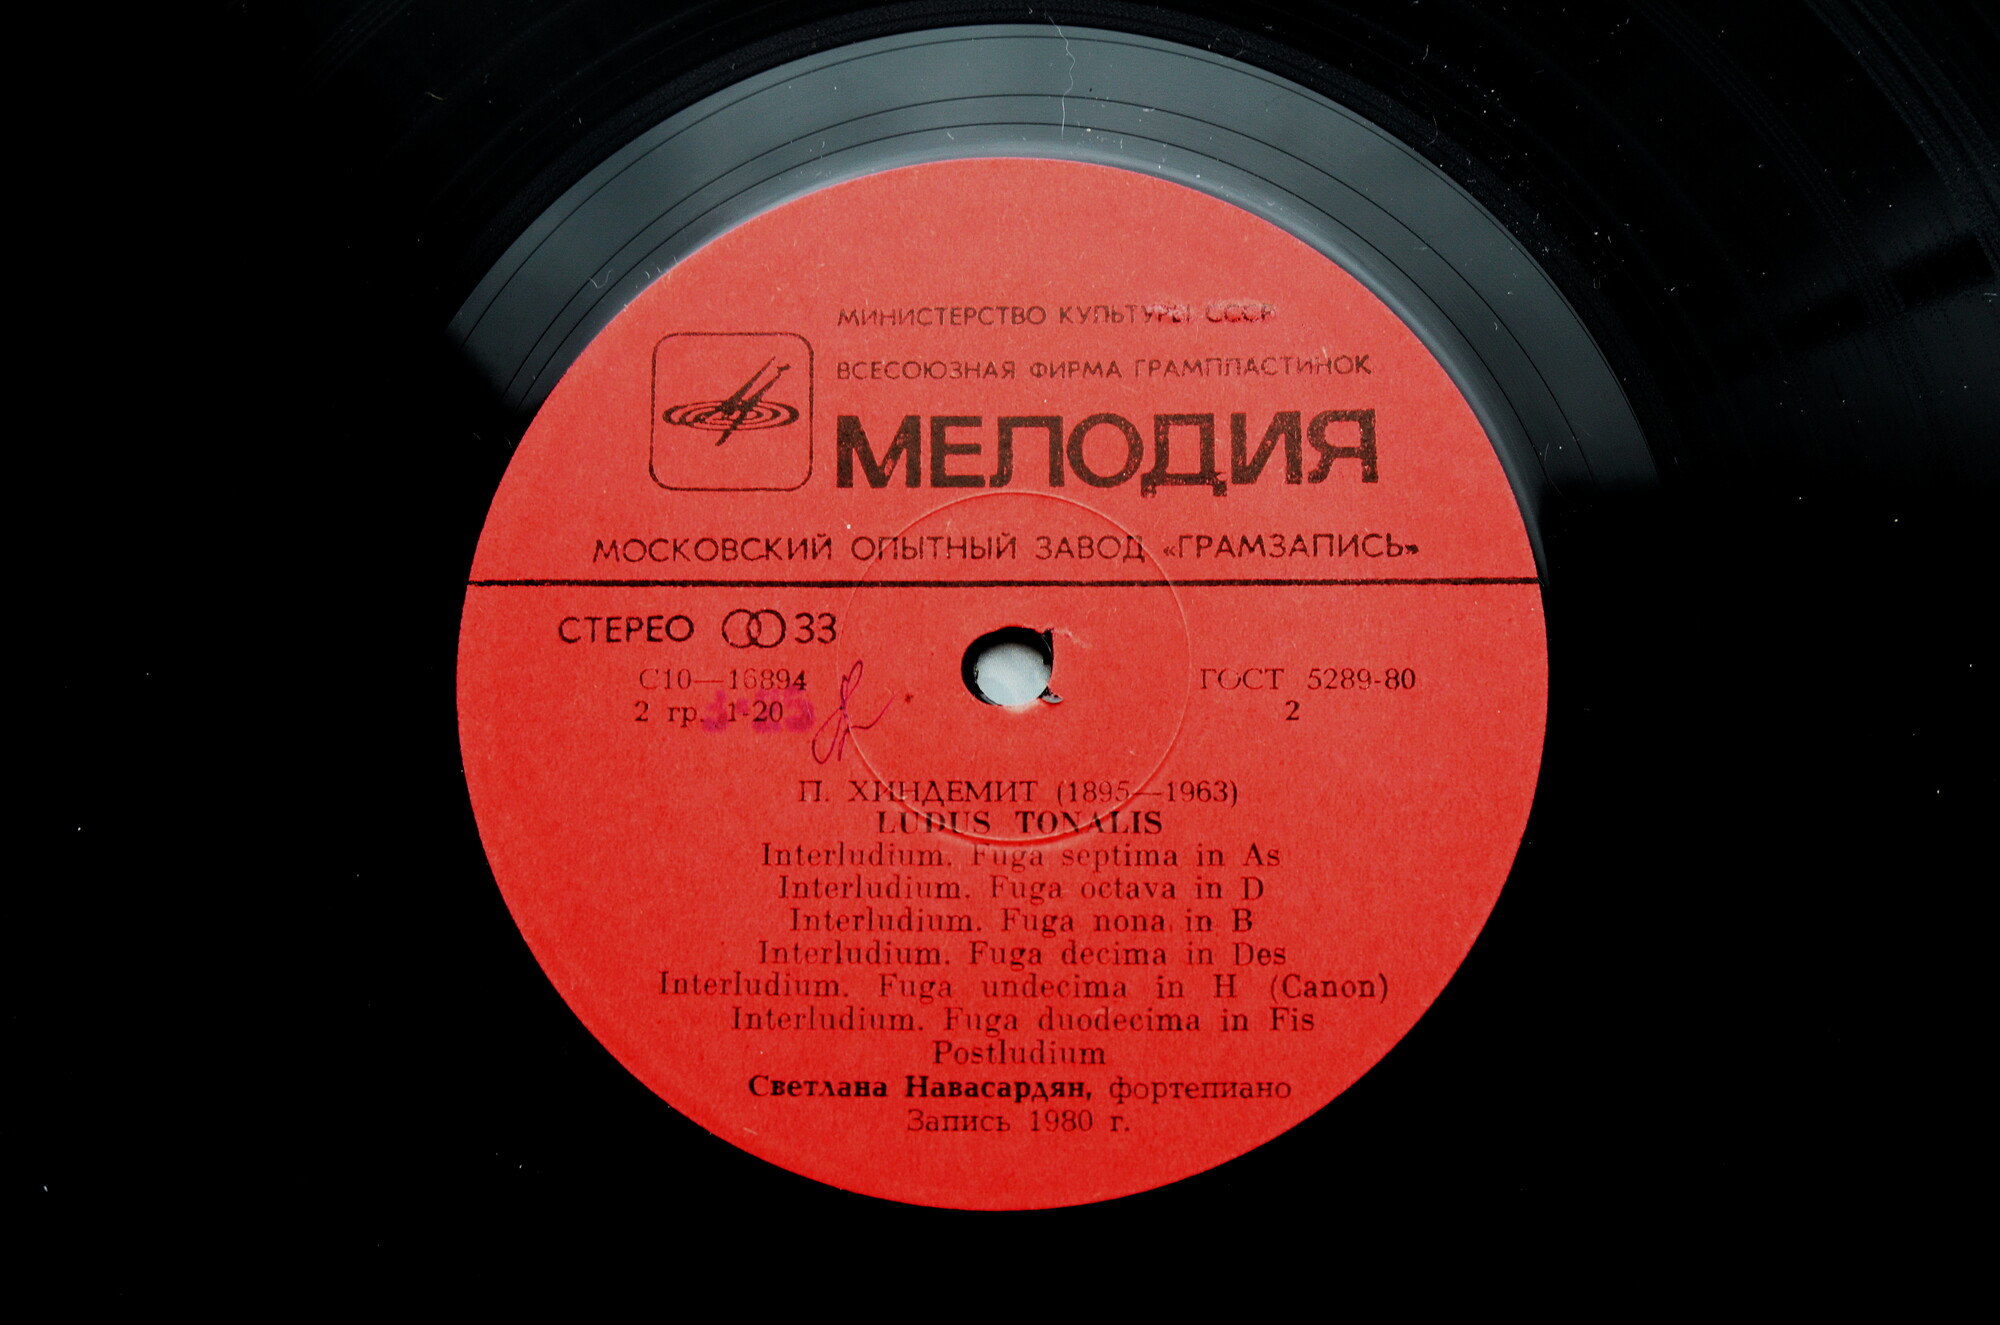 МИНИСТЕРСТВО КУЛЬТУРЫ СССР
ВСЕСОЮЗНАЯ ФИРМА ГРАМПЛАСТИНОК
МЕЛОДИЯ
МОСКОВСКИЙ ОПЫТНЫЙ ЗАВОД «ГРАМЗАПИСЬ»
СТЕРЕО 33
С10—16894 ГОСТ 5289-80
2 гр. 1-20 2
П. ХИНДЕМИТ (1895—1963)
LUDUS TONALIS
Interludium. Fuga septima in As
Interludium. Fuga octava in D
Interludium. Fuga nona in B
Interludium. Fuga decima in Des
Interludium. Fuga undecima in H (Canon)
Interludium. Fuga duodecima in Fis
Postludium
Светлана Навасардян, фортепиано
Запись 1980 г.